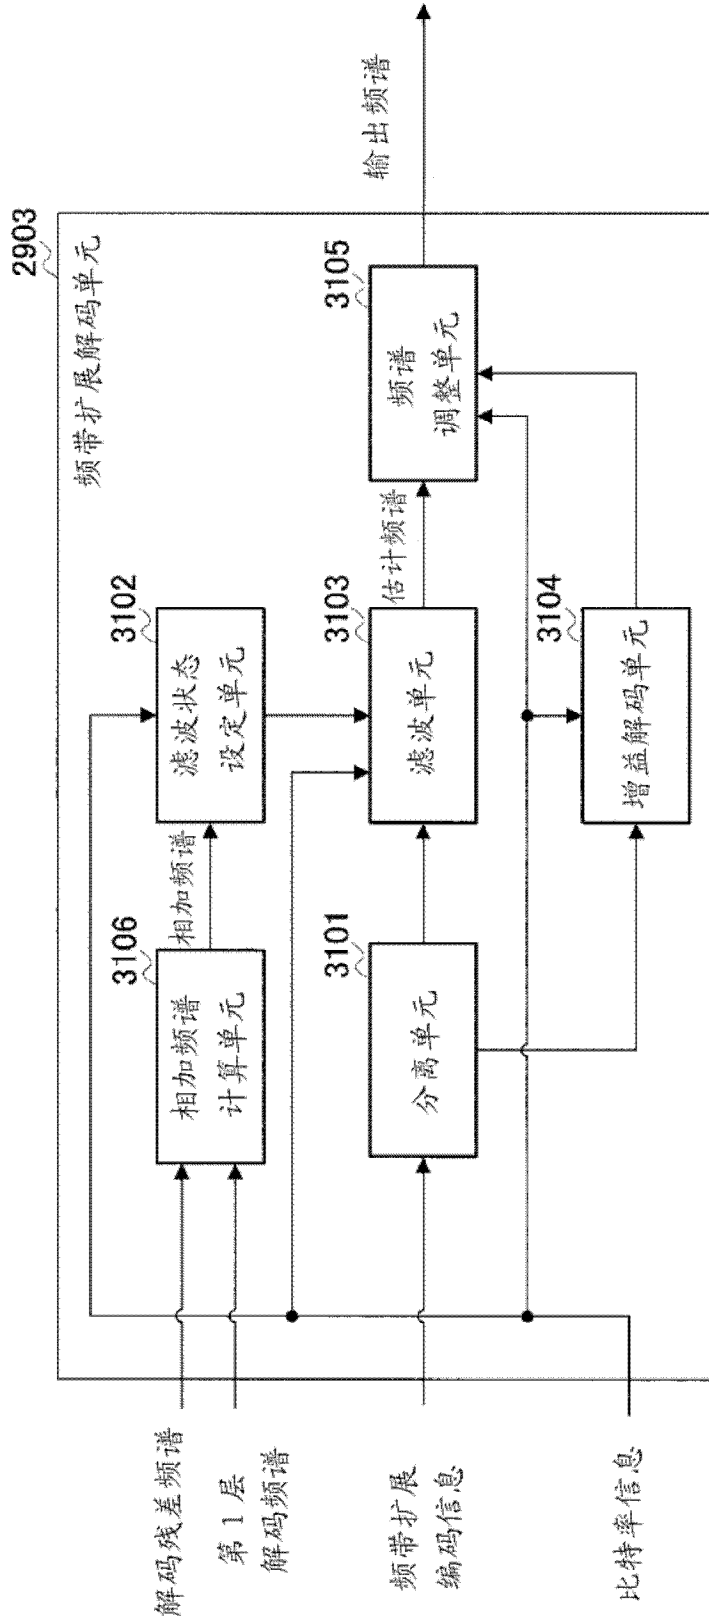 2903
频带扩展解码单元
解码残差频谱
第1层
解码频谱
频带扩展
编码信息
比特率信息
3106
相加频谱
计算单元
相加频谱
3102
滤波状态
设定单元
3101
分离单元
3103
滤波单元
估计频谱
3104
增益解码单元
3105
频谱
调整单元
输出频谱